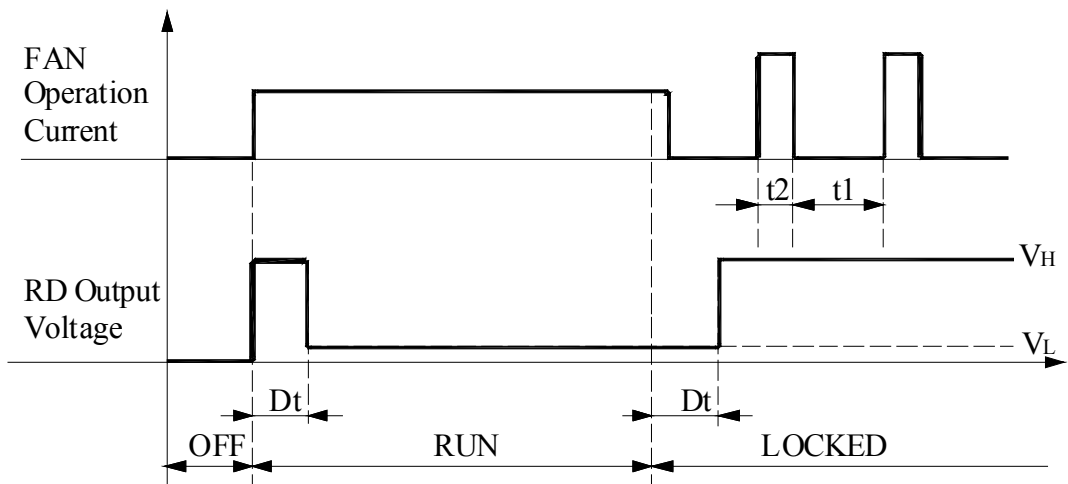 FAN
Operation
Current
t2
t1
VH
RD Output
Voltage
VL
Dt
Dt
OFF
RUN
LOCKED